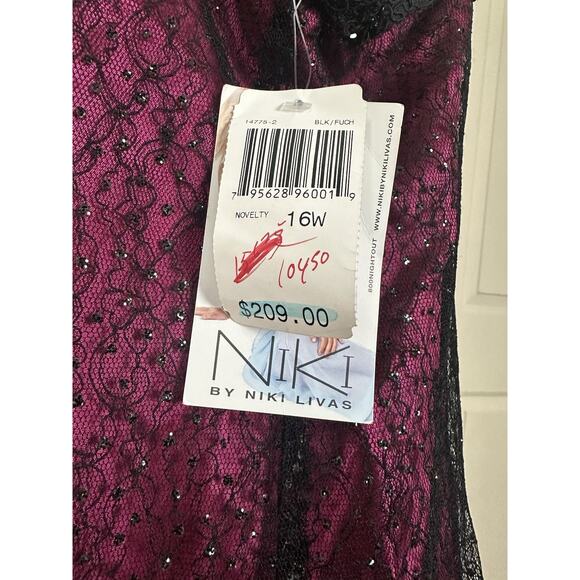 14775-2 BLK/FUCH
7 95628 96001 9
NOVELTY 16W
10450
$209.00
NIKI
BY NIKI LIVAS
800NIGHTOUT WWW.NIKIBYNIKILIVAS.COM